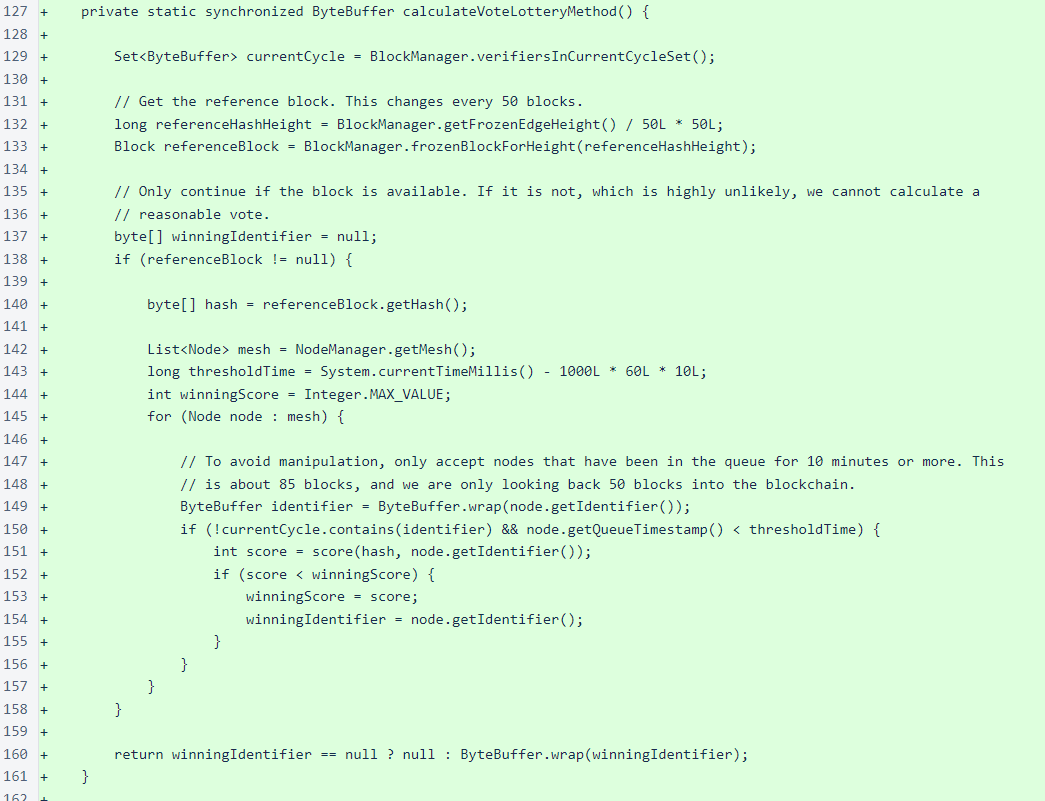 127 +     private static synchronized ByteBuffer calculateVoteLotteryMethod() {
128 +
129 +         Set<ByteBuffer> currentCycle = BlockManager.verifiersInCurrentCycleSet();
130 +
131 +         // Get the reference block. This changes every 50 blocks.
132 +         long referenceHashHeight = BlockManager.getFrozenEdgeHeight() / 50L * 50L;
133 +         Block referenceBlock = BlockManager.frozenBlockForHeight(referenceHashHeight);
134 +
135 +         // Only continue if the block is available. If it is not, which is highly unlikely, we cannot calculate a
136 +         // reasonable vote.
137 +         byte[] winningIdentifier = null;
138 +         if (referenceBlock != null) {
139 +
140 +             byte[] hash = referenceBlock.getHash();
141 +
142 +             List<Node> mesh = NodeManager.getMesh();
143 +             long thresholdTime = System.currentTimeMillis() - 1000L * 60L * 10L;
144 +             int winningScore = Integer.MAX_VALUE;
145 +             for (Node node : mesh) {
146 +
147 +                 // To avoid manipulation, only accept nodes that have been in the queue for 10 minutes or more. This
148 +                 // is about 85 blocks, and we are only looking back 50 blocks into the blockchain.
149 +                 ByteBuffer identifier = ByteBuffer.wrap(node.getIdentifier());
150 +                 if (!currentCycle.contains(identifier) && node.getQueueTimestamp() < thresholdTime) {
151 +                     int score = score(hash, node.getIdentifier());
152 +                     if (score < winningScore) {
153 +                         winningScore = score;
154 +                         winningIdentifier = node.getIdentifier();
155 +                     }
156 +                 }
157 +             }
158 +         }
159 +
160 +         return winningIdentifier == null ? null : ByteBuffer.wrap(winningIdentifier);
161 +     }
162 +